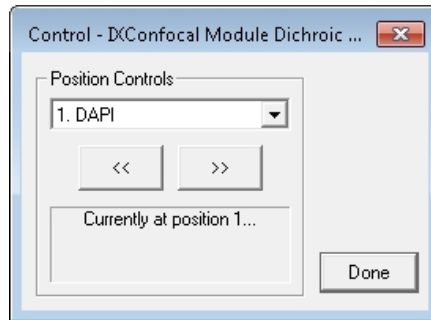 Control - IXConfocal Module Dichroic ...
Position Controls
1. DAPI
<< >>
Currently at position 1...
Done